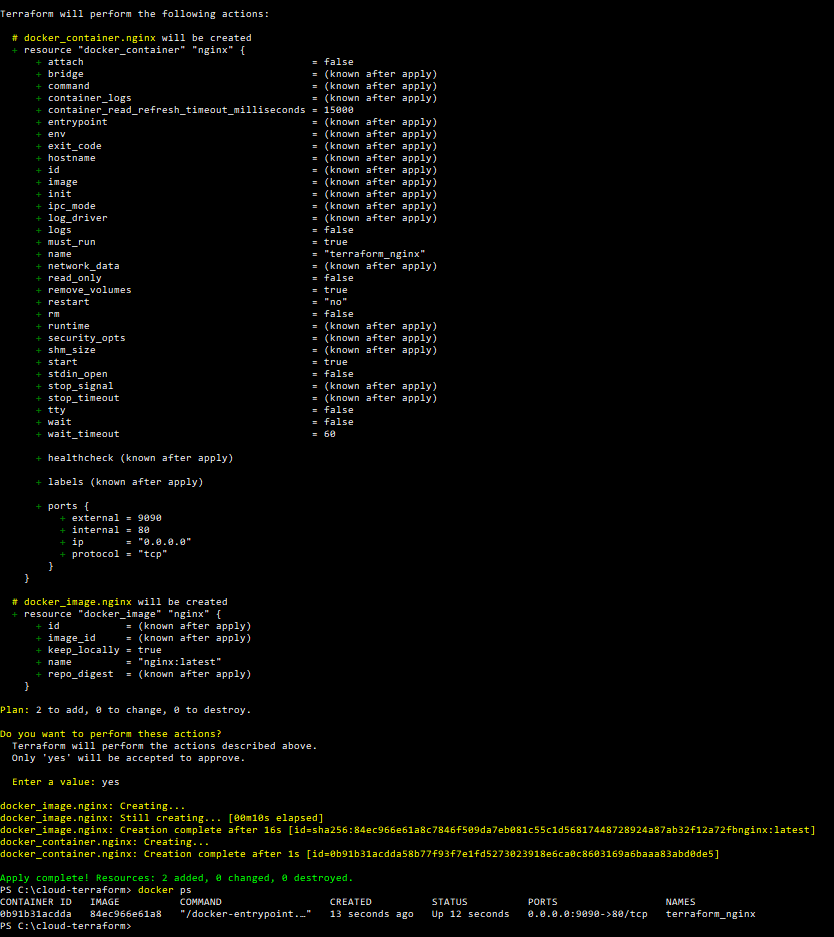 Terraform will perform the following actions:
# docker_container.nginx will be created
+ resource "docker_container" "nginx" {
+ attach = false
+ bridge = (known after apply)
+ command = (known after apply)
+ container_logs = (known after apply)
+ container_read_refresh_timeout_milliseconds = 15000
+ entrypoint = (known after apply)
+ env = (known after apply)
+ exit_code = (known after apply)
+ hostname = (known after apply)
+ id = (known after apply)
+ image = (known after apply)
+ init = (known after apply)
+ ipc_mode = (known after apply)
+ log_driver = (known after apply)
+ logs = false
+ must_run = true
+ name = "terraform_nginx"
+ network_data = (known after apply)
+ read_only = false
+ remove_volumes = true
+ restart = "no"
+ rm = false
+ runtime = (known after apply)
+ security_opts = (known after apply)
+ shm_size = (known after apply)
+ start = true
+ stdin_open = false
+ stop_signal = (known after apply)
+ stop_timeout = (known after apply)
+ tty = false
+ wait = false
+ wait_timeout = 60
+ healthcheck (known after apply)
+ labels (known after apply)
+ ports {
+ external = 9090
+ internal = 80
+ ip = "0.0.0.0"
+ protocol = "tcp"
}
}
# docker_image.nginx will be created
+ resource "docker_image" "nginx" {
+ id = (known after apply)
+ image_id = (known after apply)
+ keep_locally = true
+ name = "nginx:latest"
+ repo_digest = (known after apply)
}
Plan: 2 to add, 0 to change, 0 to destroy.
Do you want to perform these actions?
Terraform will perform the actions described above.
Only 'yes' will be accepted to approve.
Enter a value: yes
docker_image.nginx: Creating...
docker_image.nginx: Still creating... [00m10s elapsed]
docker_image.nginx: Creation complete after 16s [id=sha256:84ec966e61a8c7846f509da7eb081c55c1d56817448728924a87ab32f12a72fbnginx:latest]
docker_container.nginx: Creating...
docker_container.nginx: Creation complete after 1s [id=0b91b31acdda58b77f93f7e1fd5273023918e6ca0c8603169a6baaa83abd0de5]
Apply complete! Resources: 2 added, 0 changed, 0 destroyed.
PS C:\cloud-terraform> docker ps
CONTAINER ID IMAGE COMMAND CREATED STATUS PORTS NAMES
0b91b31acdda 84ec966e61a8 "/docker-entrypoint.…" 13 seconds ago Up 12 seconds 0.0.0.0:9090->80/tcp terraform_nginx
PS C:\cloud-terraform>